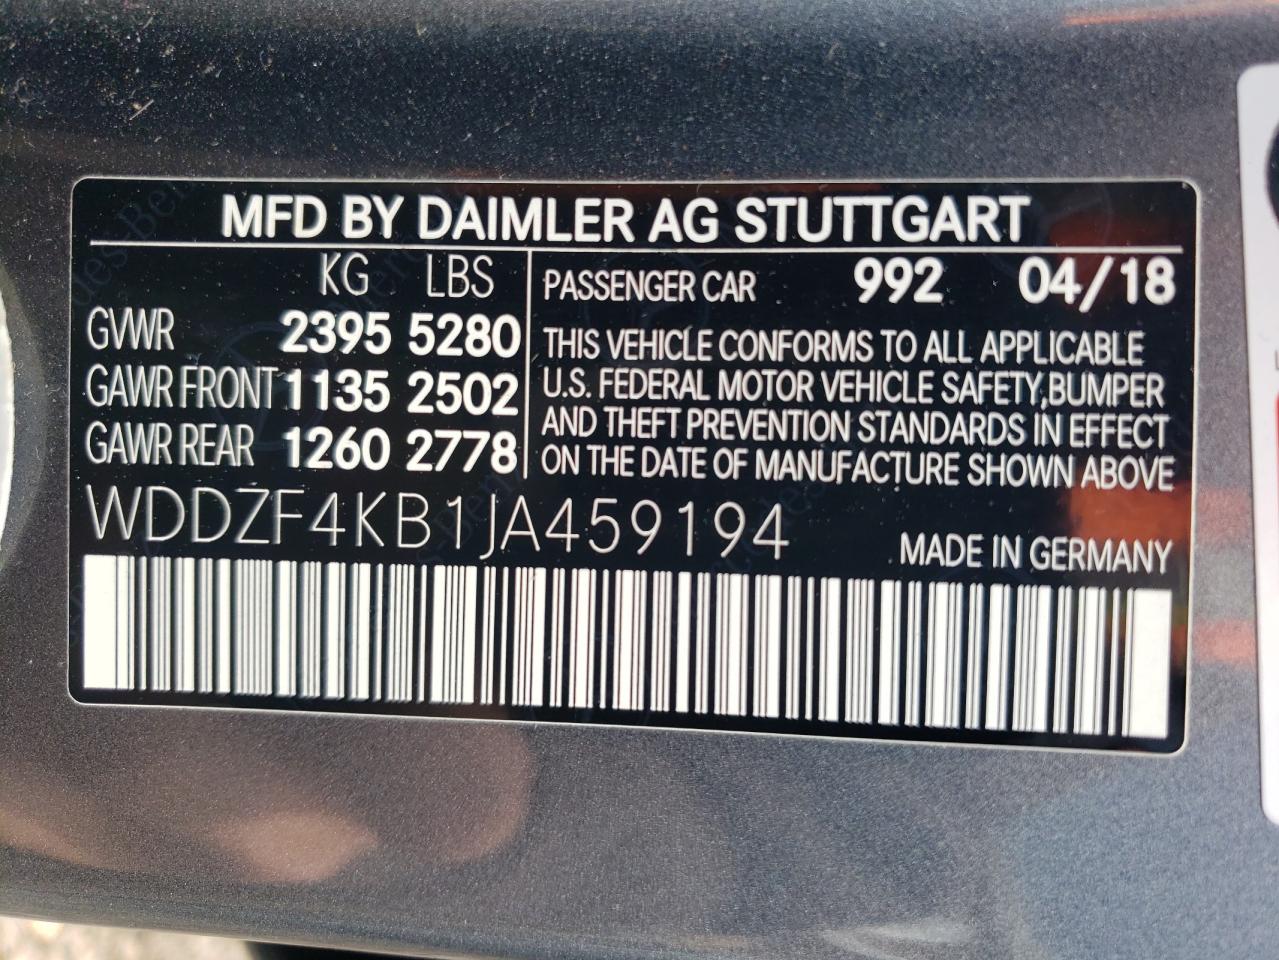 MFD BY DAIMLER AG STUTTGART
KG LBS
GVWR 2395 5280
GAWR FRONT 1135 2502
GAWR REAR 1260 2778
PASSENGER CAR 992 04/18
THIS VEHICLE CONFORMS TO ALL APPLICABLE
U.S. FEDERAL MOTOR VEHICLE SAFETY,BUMPER
AND THEFT PREVENTION STANDARDS IN EFFECT
ON THE DATE OF MANUFACTURE SHOWN ABOVE
WDDZF4KB1JA459194
MADE IN GERMANY